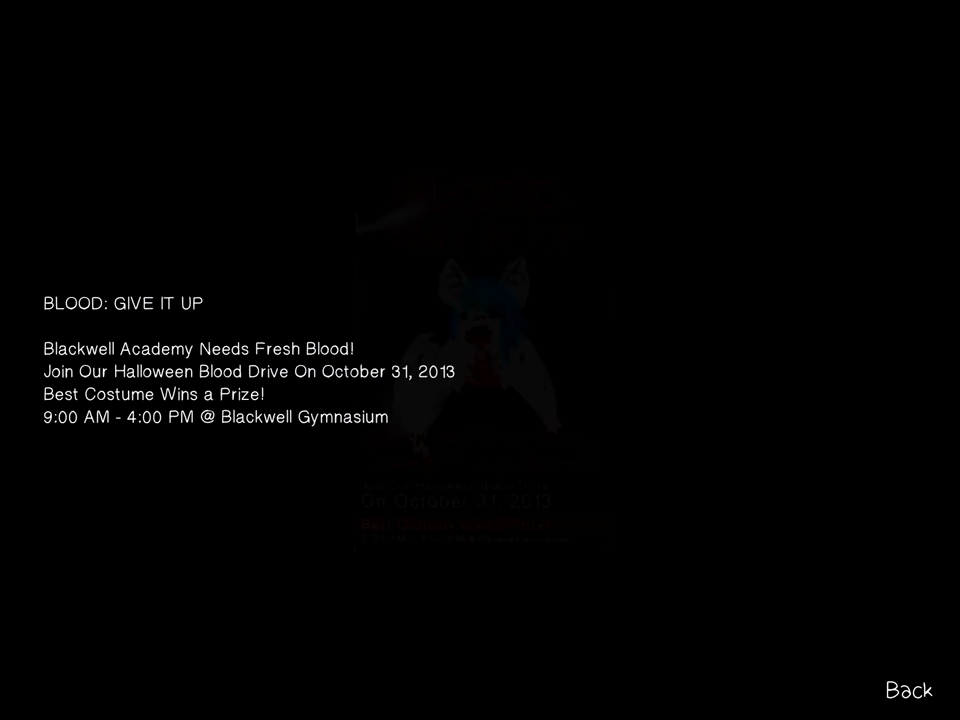 BLOOD: GIVE IT UP
Blackwell Academy Needs Fresh Blood!
Join Our Halloween Blood Drive On October 31, 2013
Best Costume Wins a Prize!
9:00 AM - 4:00 PM @ Blackwell Gymnasium
On October 31, 2013
Back